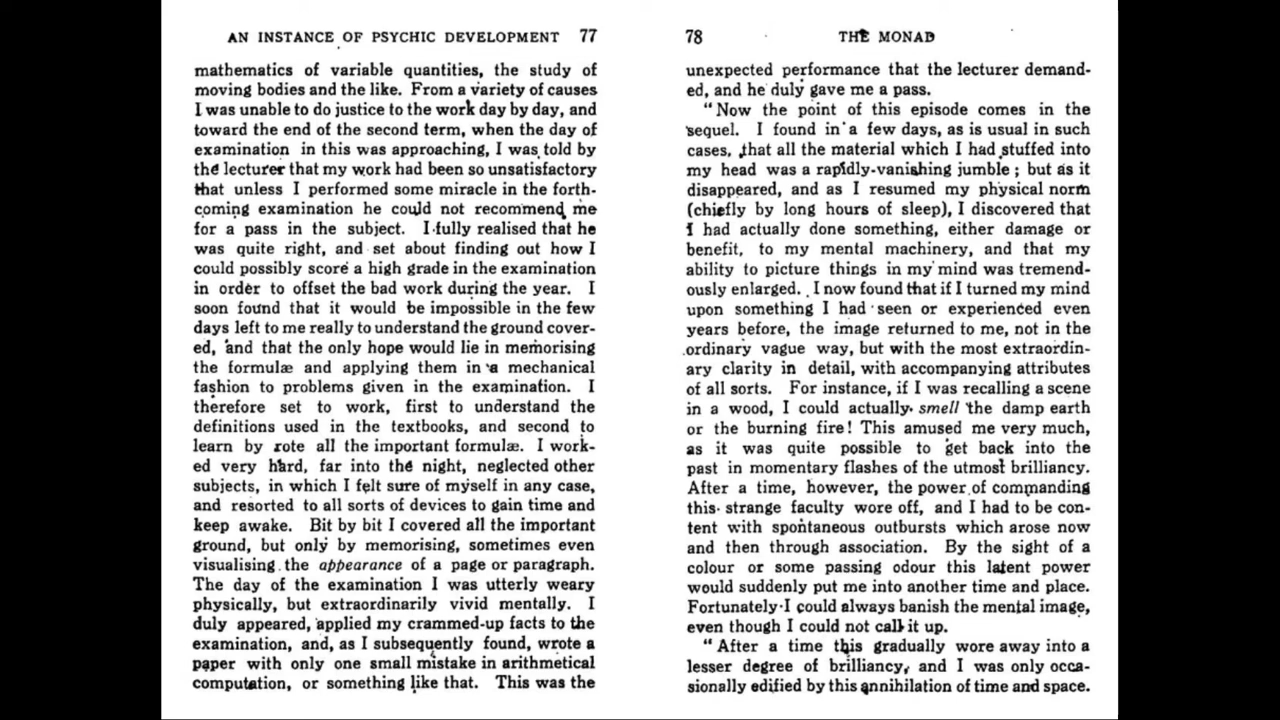 AN INSTANCE OF PSYCHIC DEVELOPMENT 77
mathematics of variable quantities, the study of
moving bodies and the like. From a variety of causes
I was unable to do justice to the work day by day, and
toward the end of the second term, when the day of
examination in this was approaching, I was told by
the lecturer that my work had been so unsatisfactory
that unless I performed some miracle in the forth-
coming examination he could not recommend me
for a pass in the subject. I fully realised that he
was quite right, and set about finding out how I
could possibly score a high grade in the examination
in order to offset the bad work during the year. I
soon found that it would be impossible in the few
days left to me really to understand the ground cover-
ed, and that the only hope would lie in memorising
the formulæ and applying them in a mechanical
fashion to problems given in the examination. I
therefore set to work, first to understand the
definitions used in the textbooks, and second to
learn by rote all the important formulæ. I work-
ed very hard, far into the night, neglected other
subjects, in which I felt sure of myself in any case,
and resorted to all sorts of devices to gain time and
keep awake. Bit by bit I covered all the important
ground, but only by memorising, sometimes even
visualising the appearance of a page or paragraph.
The day of the examination I was utterly weary
physically, but extraordinarily vivid mentally. I
duly appeared, applied my crammed-up facts to the
examination, and, as I subsequently found, wrote a
paper with only one small mistake in arithmetical
computation, or something like that. This was the
78 THE MONAD
unexpected performance that the lecturer demand-
ed, and he duly gave me a pass.
"Now the point of this episode comes in the
sequel. I found in a few days, as is usual in such
cases, that all the material which I had stuffed into
my head was a rapidly-vanishing jumble; but as it
disappeared, and as I resumed my physical norm
(chiefly by long hours of sleep), I discovered that
I had actually done something, either damage or
benefit, to my mental machinery, and that my
ability to picture things in my mind was tremend-
ously enlarged. I now found that if I turned my mind
upon something I had seen or experienced even
years before, the image returned to me, not in the
ordinary vague way, but with the most extraordin-
ary clarity in detail, with accompanying attributes
of all sorts. For instance, if I was recalling a scene
in a wood, I could actually smell the damp earth
or the burning fire! This amused me very much,
as it was quite possible to get back into the
past in momentary flashes of the utmost brilliancy.
After a time, however, the power of commanding
this strange faculty wore off, and I had to be con-
tent with spontaneous outbursts which arose now
and then through association. By the sight of a
colour or some passing odour this latent power
would suddenly put me into another time and place.
Fortunately I could always banish the mental image,
even though I could not call it up.
"After a time this gradually wore away into a
lesser degree of brilliancy, and I was only occa-
sionally edified by this annihilation of time and space.